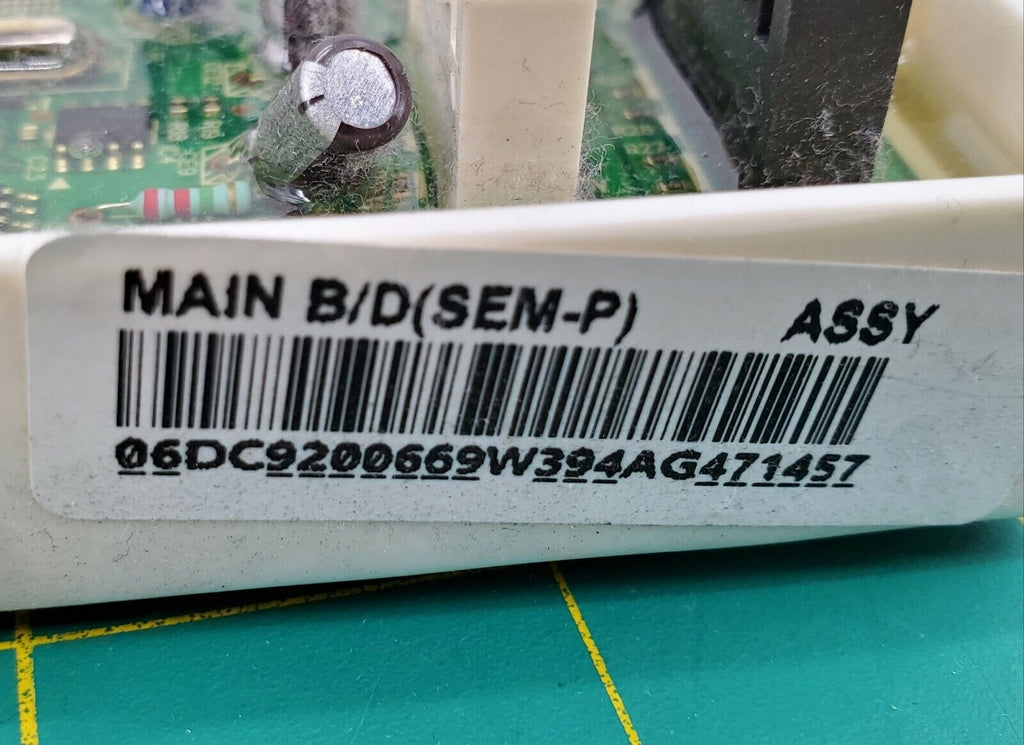 MAIN B/D(SEM-P) ASSY
06DC9200669W394AG471457